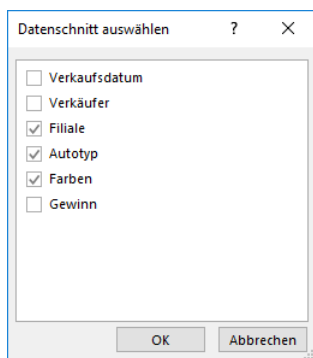 Datenschnitt auswählen ?
Verkaufsdatum
Verkäufer
Filiale
Autotyp
Farben
Gewinn
OK Abbrechen